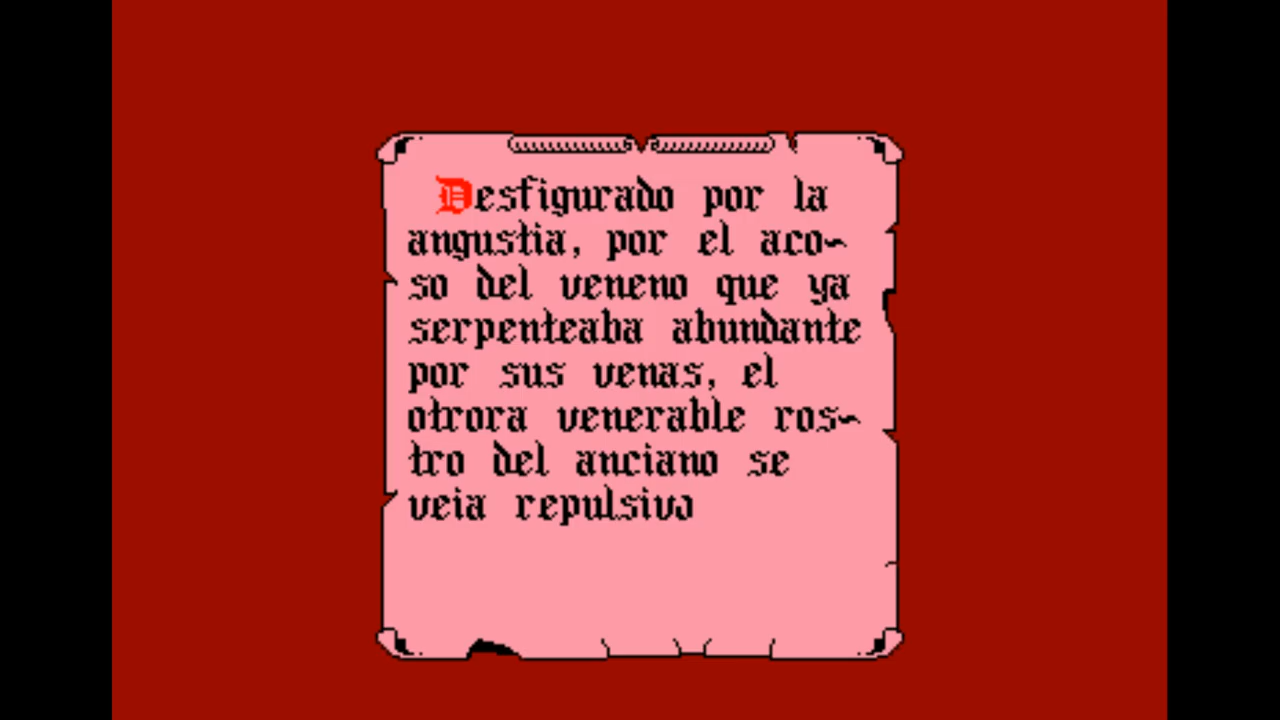 Desfigurado por la
angustia, por el aco~
so del veneno que ya
serpenteaba abundante
por sus venas, el
otrora venerable ros~
tro del anciano se
veia repulsivo